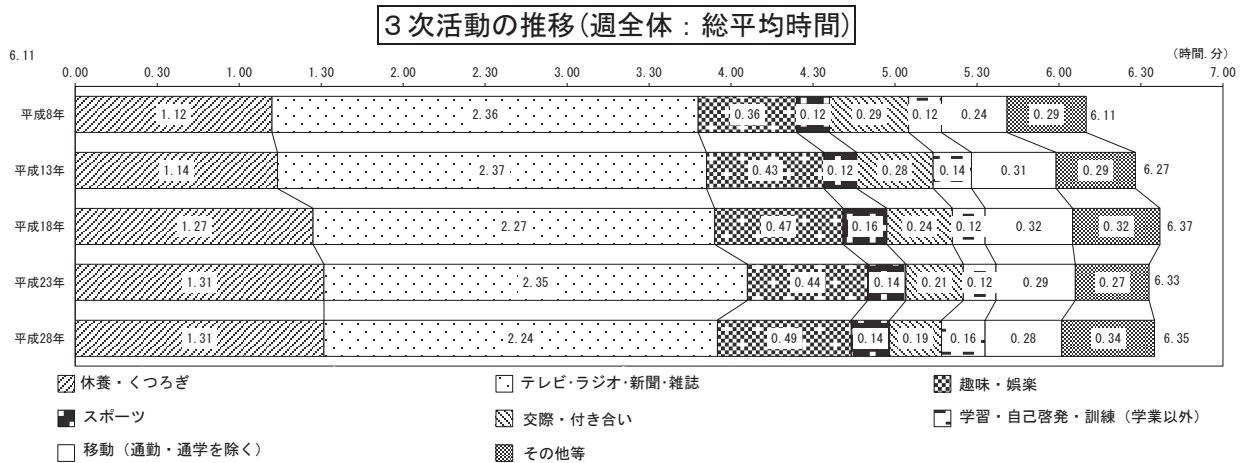 ３次活動の推移(週全体：総平均時間)
6.11
(時間.分)
0.00 0.30 1.00 1.30 2.00 2.30 3.00 3.30 4.00 4.30 5.00 5.30 6.00 6.30 7.00
平成8年 1.12 2.36 0.36 0.12 0.29 0.12 0.24 0.29 6.11
平成13年 1.14 2.37 0.43 0.12 0.28 0.14 0.31 0.29 6.27
平成18年 1.27 2.27 0.47 0.16 0.24 0.12 0.32 0.32 6.37
平成23年 1.31 2.35 0.44 0.14 0.21 0.12 0.29 0.27 6.33
平成28年 1.31 2.24 0.49 0.14 0.19 0.16 0.28 0.34 6.35
休養・くつろぎ テレビ・ラジオ・新聞・雑誌 趣味・娯楽
スポーツ 交際・付き合い 学習・自己啓発・訓練（学業以外）
移動（通勤・通学を除く） その他等